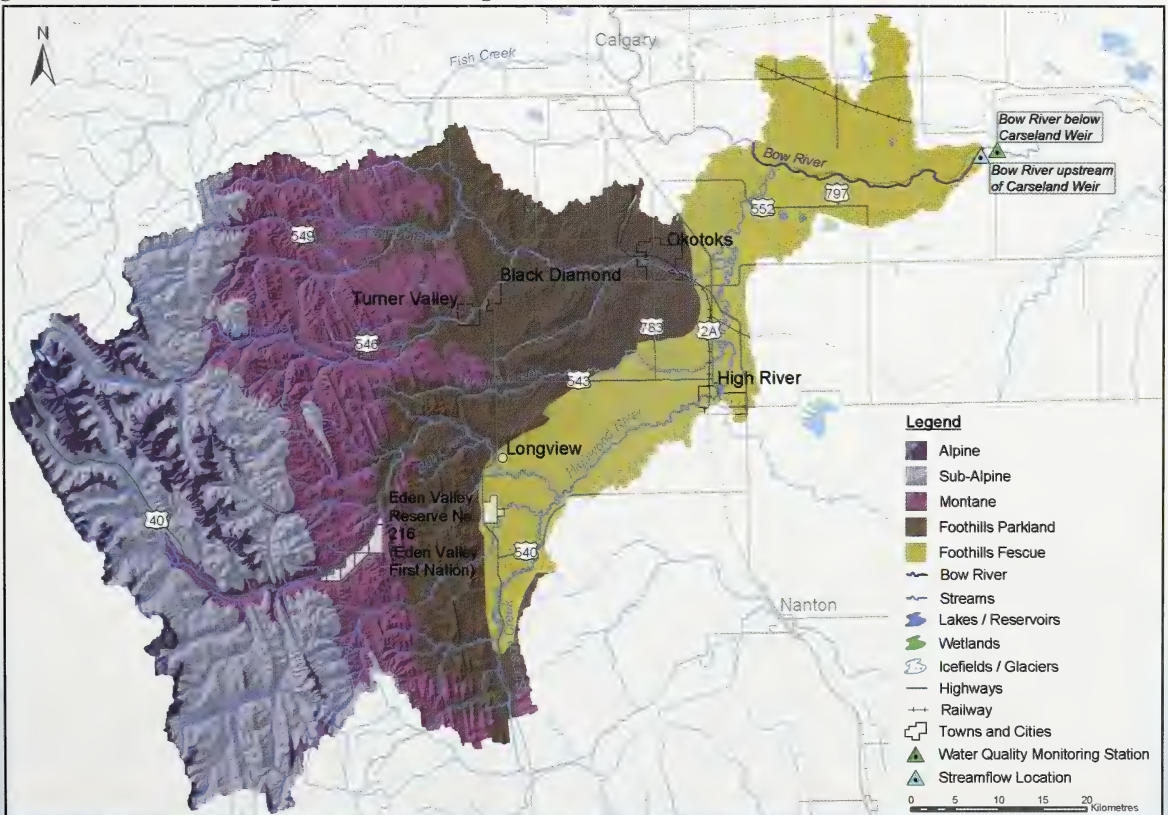 N
Calgary
Fish Creek
Bow River below
Carseland Weir
Bow River
Bow River upstream
of Carseland Weir
797
552
549
Okotoks
Black Diamond
Turner Valley
783
2A
546
543
High River
Highwood River
Longview
Eden Valley
Reserve No.
216
(Eden Valley
First Nation)
40
540
Creek
Nanton
Legend
Alpine
Sub-Alpine
Montane
Foothills Parkland
Foothills Fescue
Bow River
Streams
Lakes / Reservoirs
Wetlands
Icefields / Glaciers
Highways
Railway
Towns and Cities
Water Quality Monitoring Station
Streamflow Location
0 5 10 15 20
Kilometres